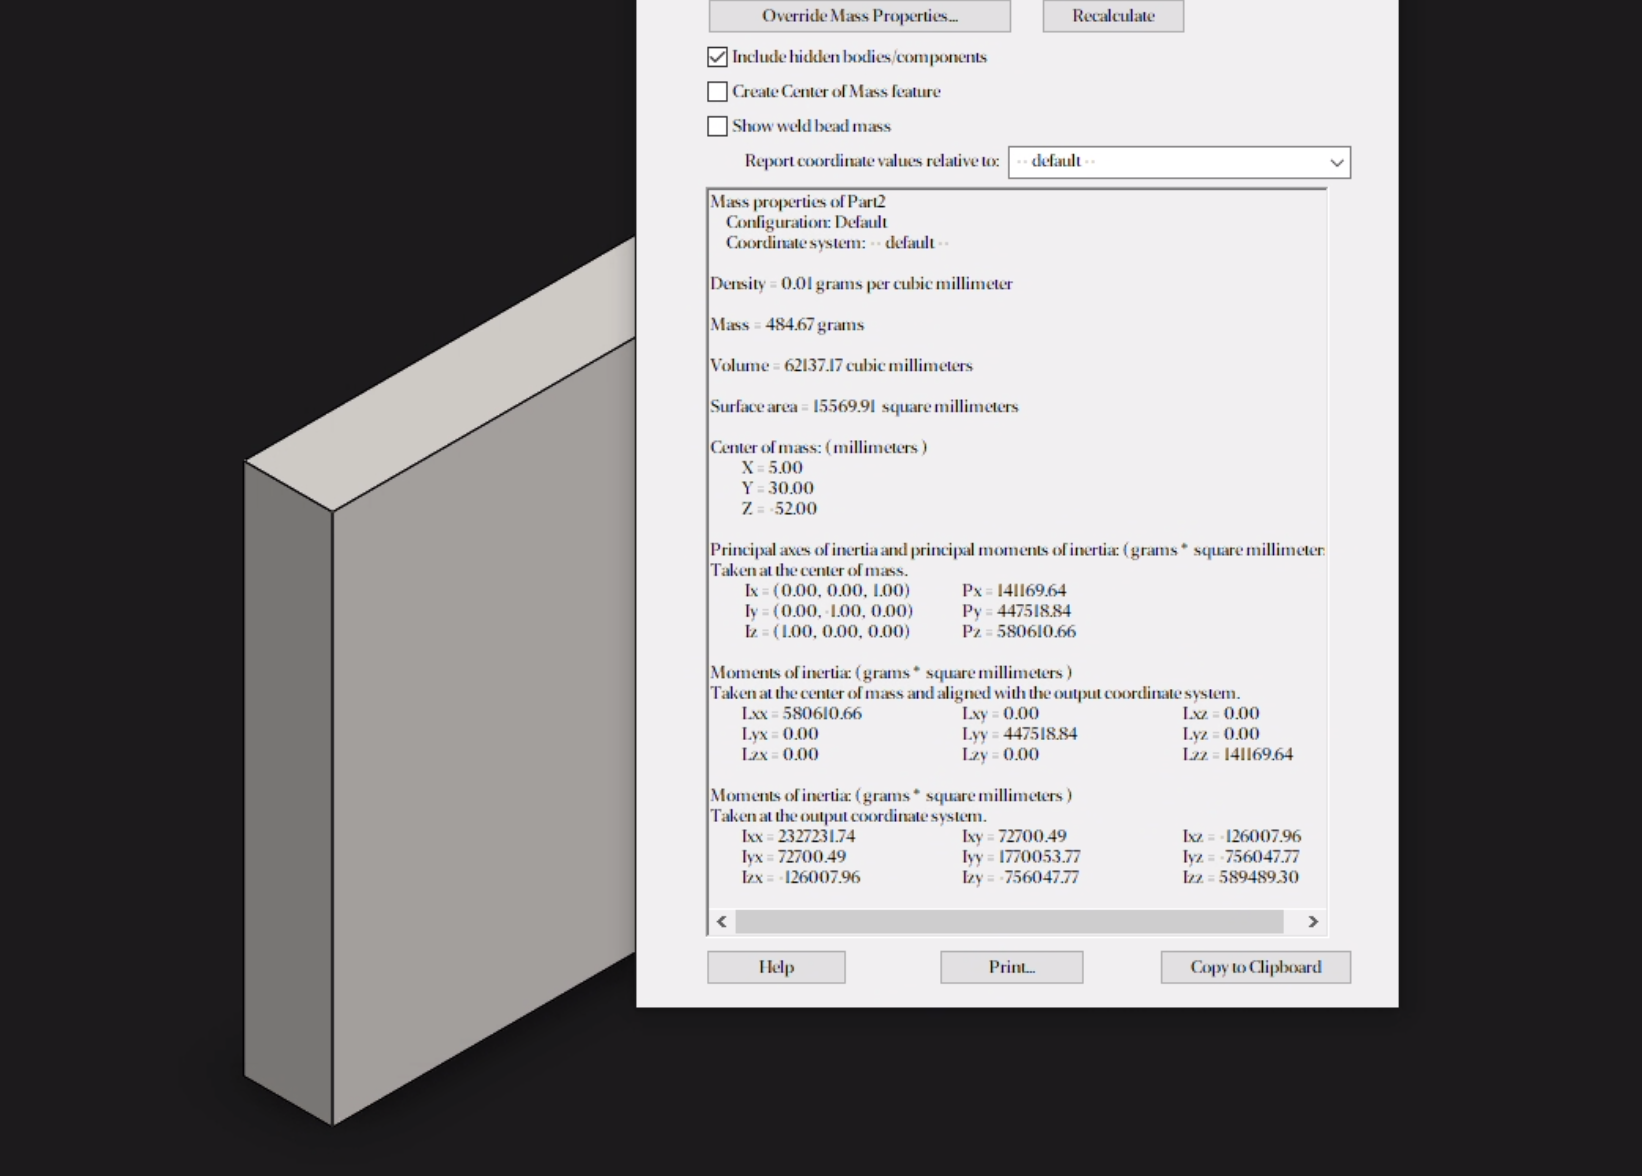 Override Mass Properties... Recalculate
Include hidden bodies/components
Create Center of Mass feature
Show weld bead mass
Report coordinate values relative to: -- default --
Mass properties of Part2
Configuration: Default
Coordinate system: -- default --
Density = 0.01 grams per cubic millimeter
Mass = 484.67 grams
Volume = 62137.17 cubic millimeters
Surface area = 15569.91 square millimeters
Center of mass: ( millimeters )
X = 5.00
Y = 30.00
Z = -52.00
Principal axes of inertia and principal moments of inertia: ( grams * square millimeter
Taken at the center of mass.
Ix = ( 0.00, 0.00, 1.00) Px = 141169.64
Iy = ( 0.00, -1.00, 0.00) Py = 447518.84
Iz = ( 1.00, 0.00, 0.00) Pz = 580610.66
Moments of inertia: ( grams * square millimeters )
Taken at the center of mass and aligned with the output coordinate system.
Lxx = 580610.66 Lxy = 0.00 Lxz = 0.00
Lyx = 0.00 Lyy = 447518.84 Lyz = 0.00
Lzx = 0.00 Lzy = 0.00 Lzz = 141169.64
Moments of inertia: ( grams * square millimeters )
Taken at the output coordinate system.
Ixx = 2327231.74 Ixy = 72700.49 Ixz = -126007.96
Iyx = 72700.49 Iyy = 1770053.77 Iyz = -756047.77
Izx = -126007.96 Izy = -756047.77 Izz = 589489.30
Help Print... Copy to Clipboard